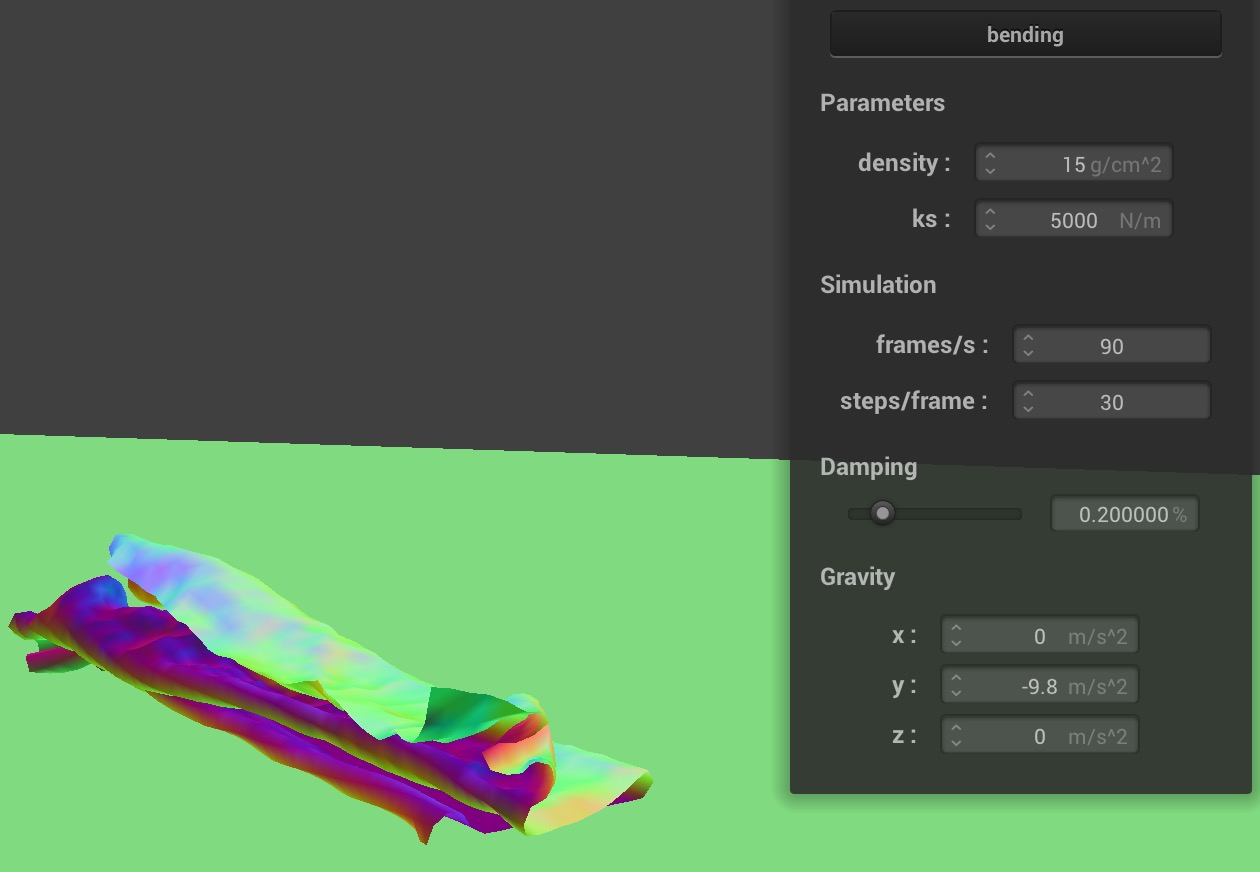 bending
Parameters
density : 15 g/cm^2
ks : 5000 N/m
Simulation
frames/s : 90
steps/frame : 30
Damping
0.200000 %
Gravity
x : 0 m/s^2
y : -9.8 m/s^2
z : 0 m/s^2